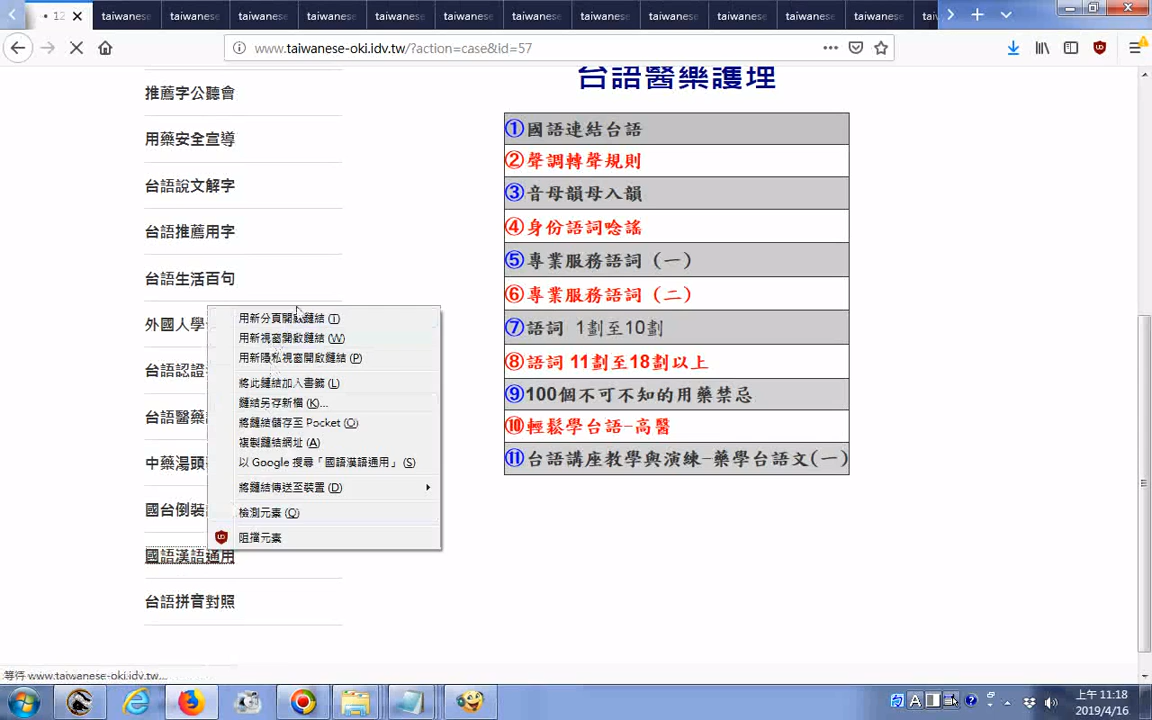 12
taiwanese taiwanese taiwanese taiwanese taiwanese taiwanese taiwanese taiwanese taiwanese taiwanese taiwanese taiwanese tai
www.taiwanese-oki.idv.tw/?action=case&id=57
推薦字公聽會
用藥安全宣導
台語說文解字
台語推薦用字
台語生活百句
外國人學
台語認證
台語醫藥
中藥湯頭
國台倒裝
國語漢語通用
台語拼音對照
用新分頁開啟鏈結 (T)
用新視窗開啟鏈結 (W)
用新隱私視窗開啟鏈結 (P)
將此鏈結加入書籤 (L)
鏈結另存新檔 (K)...
將鏈結儲存至 Pocket (O)
複製鏈結網址 (A)
以 Google 搜尋「國語漢語通用」 (S)
將鏈結傳送至裝置 (D)
檢測元素 (Q)
阻擋元素
台語醫藥護理
①國語連結台語
②聲調轉聲規則
③音母韻母入韻
④身份語詞唸謠
⑤專業服務語詞（一）
⑥專業服務語詞（二）
⑦語詞 1劃至10劃
⑧語詞 11劃至18劃以上
⑨100個不可不知的用藥禁忌
⑩輕鬆學台語-高醫
⑪台語講座教學與演練-藥學台語文(一)
等待 www.taiwanese-oki.idv.tw...
上午 11:18
2019/4/16